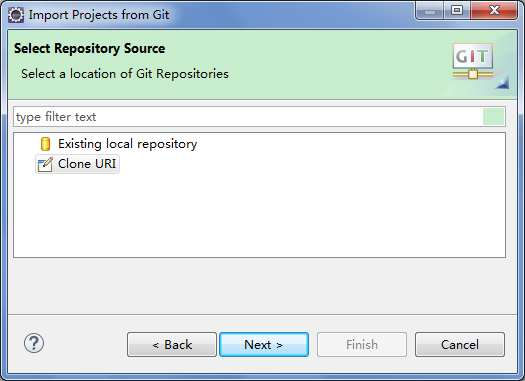 Import Projects from Git
Select Repository Source
Select a location of Git Repositories
GIT
type filter text
Existing local repository
Clone URI
?
< Back
Next >
Finish
Cancel